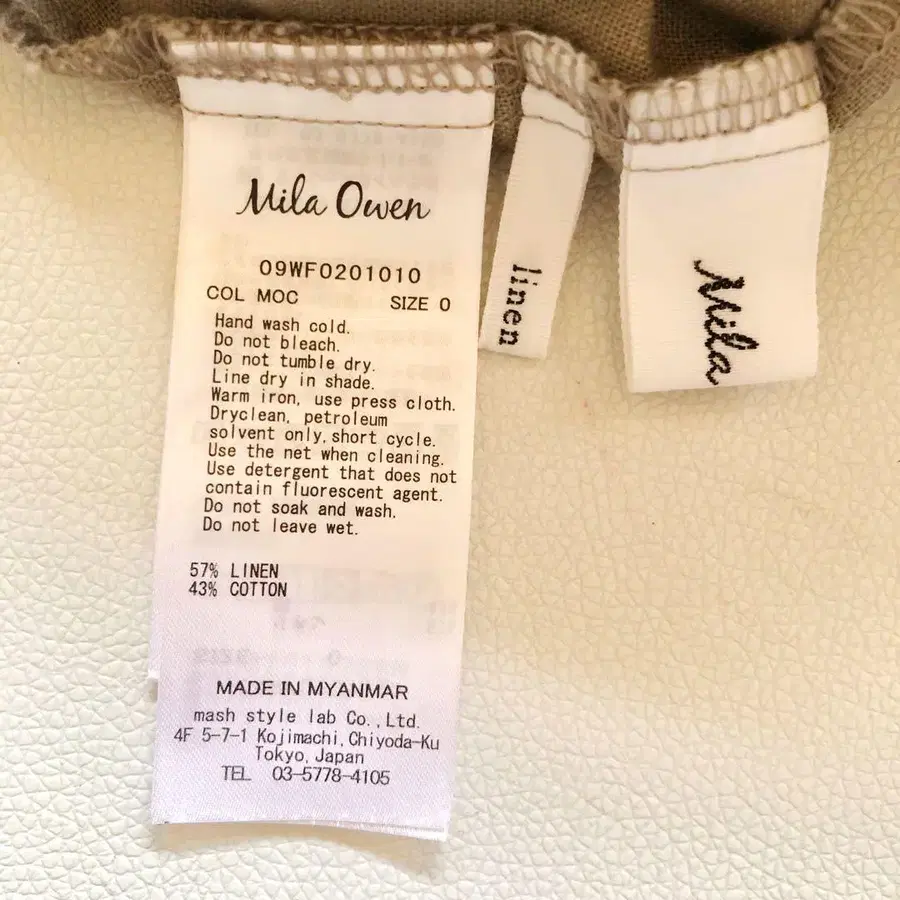 Mila Owen
09WF0201010
COL MOC SIZE 0
Hand wash cold.
Do not bleach.
Do not tumble dry.
Line dry in shade.
Warm iron, use press cloth.
Dryclean, petroleum
solvent only, short cycle.
Use the net when cleaning.
Use detergent that does not
contain fluorescent agent.
Do not soak and wash.
Do not leave wet.
57% LINEN
43% COTTON
MADE IN MYANMAR
mash style lab Co., Ltd.
4F 5-7-1 Kojimachi, Chiyoda-Ku
Tokyo, Japan
TEL 03-5778-4105
linen
Mila